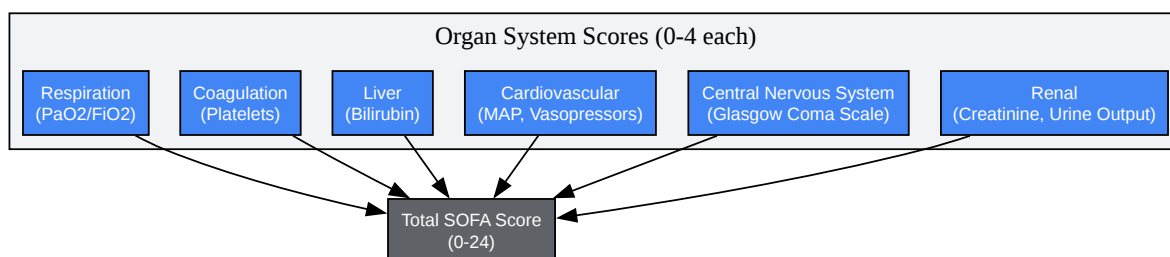 Organ System Scores (0-4 each)
Respiration
(PaO2/FiO2)
Coagulation
(Platelets)
Liver
(Bilirubin)
Cardiovascular
(MAP, Vasopressors)
Central Nervous System
(Glasgow Coma Scale)
Renal
(Creatinine, Urine Output)
Total SOFA Score
(0-24)